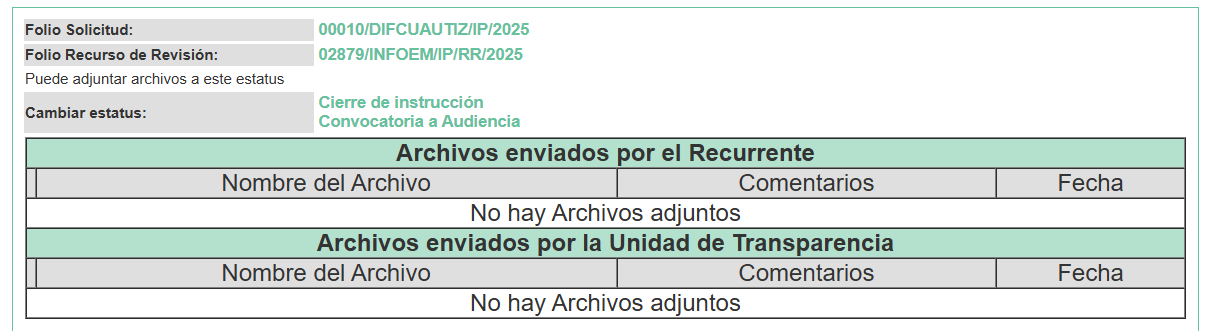 Folio Solicitud: 00010/DIFCUAUTIZ/IP/2025
Folio Recurso de Revisión: 02879/INFOEM/IP/RR/2025
Puede adjuntar archivos a este estatus
Cambiar estatus: Cierre de instrucción
Convocatoria a Audiencia
Archivos enviados por el Recurrente
Nombre del Archivo Comentarios Fecha
No hay Archivos adjuntos
Archivos enviados por la Unidad de Transparencia
Nombre del Archivo Comentarios Fecha
No hay Archivos adjuntos